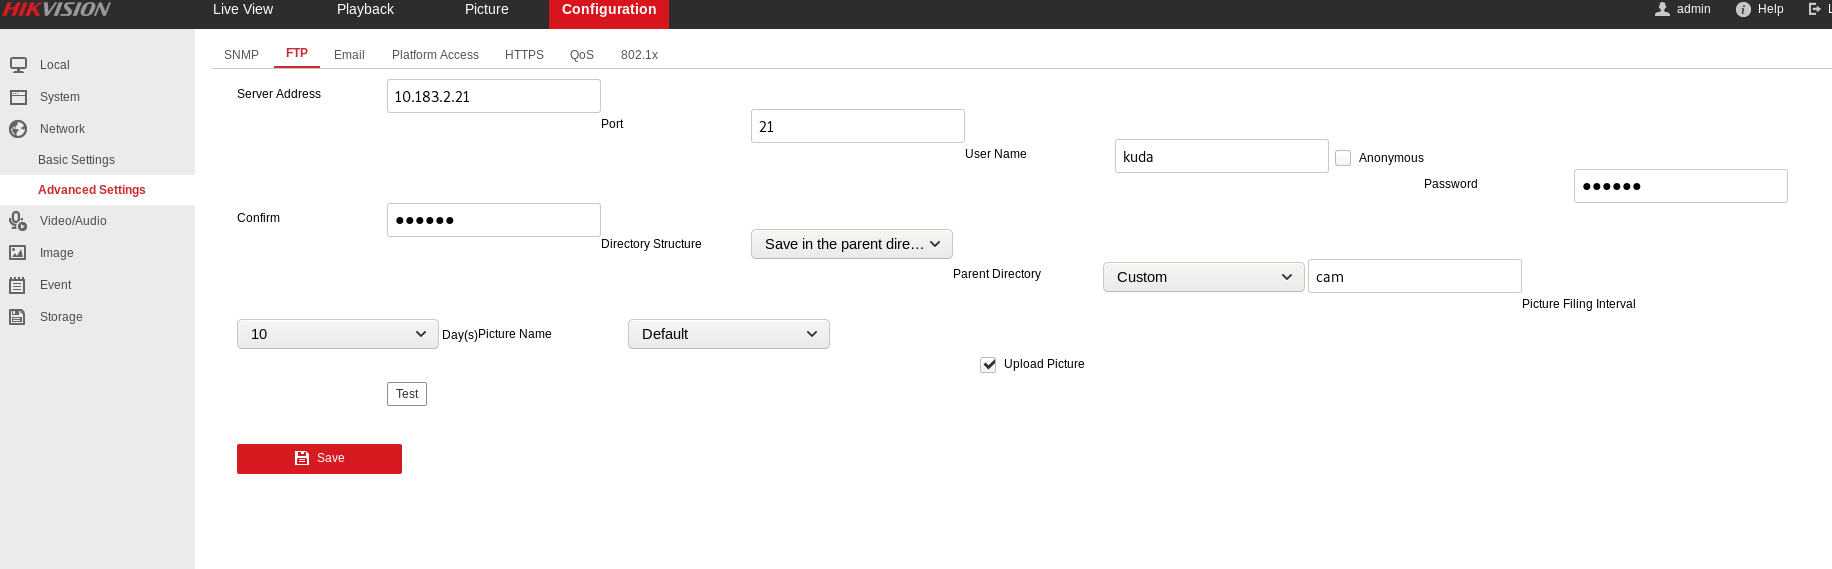 HIKVISION Live View Playback Picture Configuration admin Help L
SNMP FTP Email Platform Access HTTPS QoS 802.1x
Local
System
Network
Basic Settings
Advanced Settings
Video/Audio
Image
Event
Storage
Server Address 10.183.2.21
Port 21
User Name kuda Anonymous
Password ●●●●●●
Confirm ●●●●●●
Directory Structure Save in the parent dire...
Parent Directory Custom cam
Picture Filing Interval
10 Day(s)Picture Name Default
Upload Picture
Test
Save